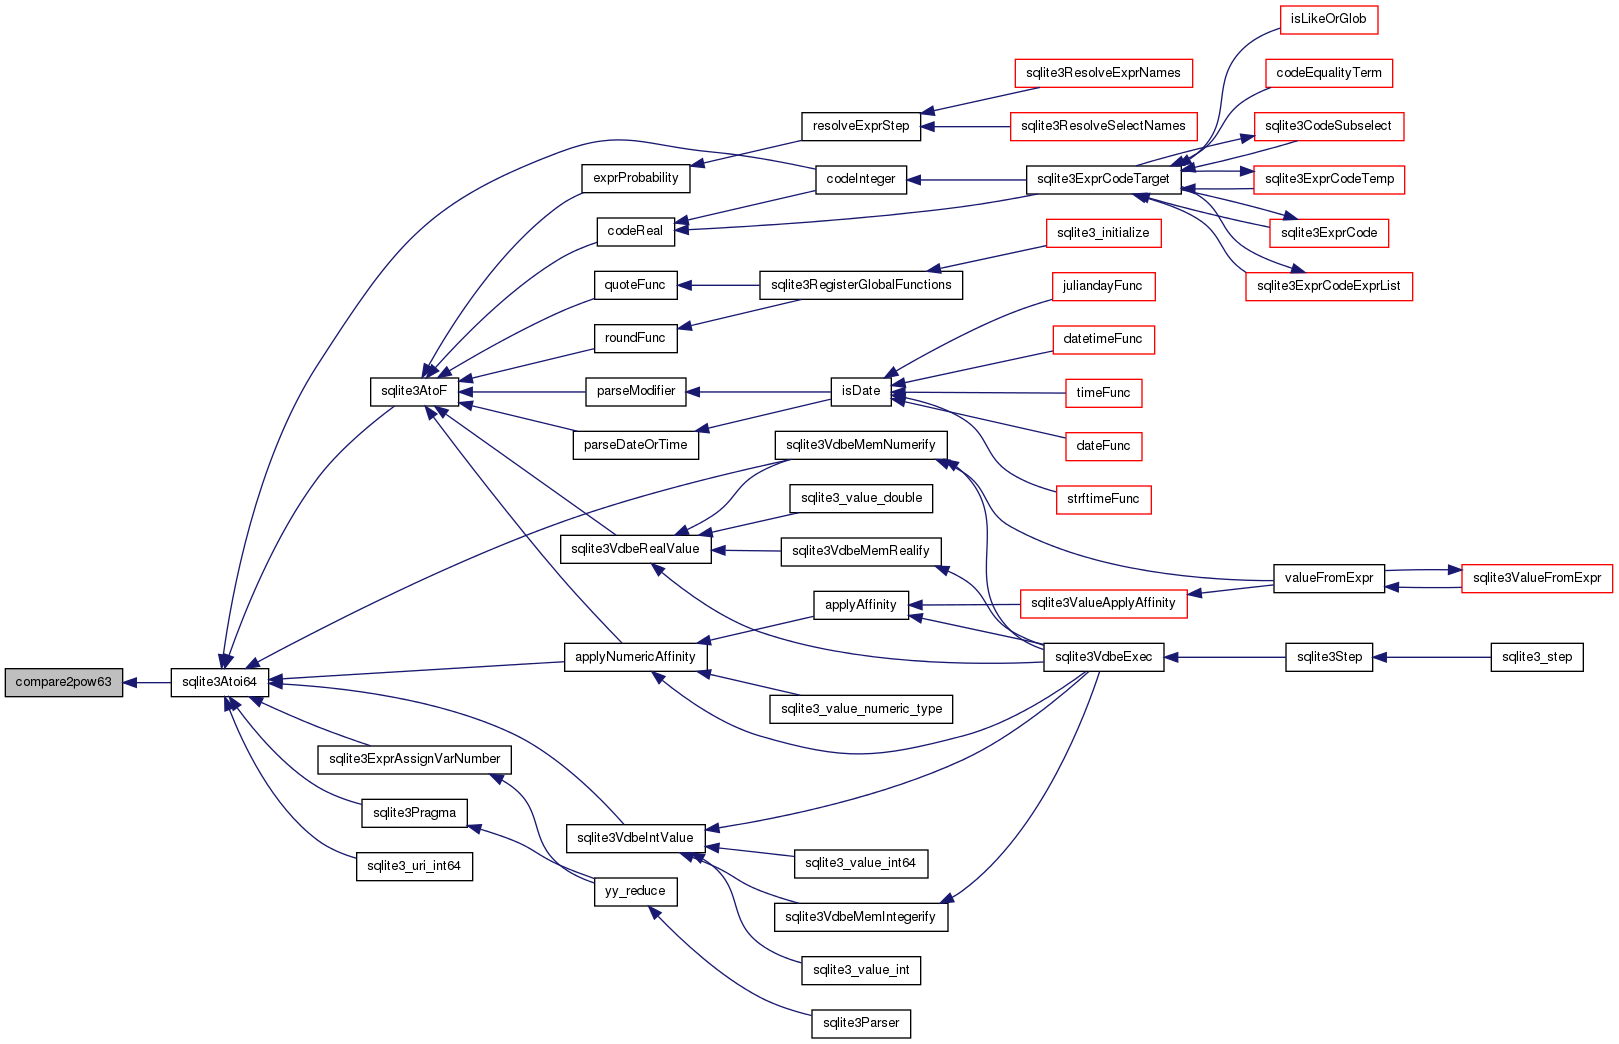 isLikeOrGlob
sqlite3ResolveExprNames
codeEqualityTerm
resolveExprStep
sqlite3ResolveSelectNames
sqlite3CodeSubselect
exprProbability
codeInteger
sqlite3ExprCodeTarget
sqlite3ExprCodeTemp
codeReal
sqlite3_initialize
sqlite3ExprCode
quoteFunc
sqlite3RegisterGlobalFunctions
juliandayFunc
sqlite3ExprCodeExprList
roundFunc
datetimeFunc
sqlite3AtoF
parseModifier
isDate
timeFunc
parseDateOrTime
sqlite3VdbeMemNumerify
dateFunc
sqlite3_value_double
strftimeFunc
sqlite3VdbeRealValue
sqlite3VdbeMemRealify
valueFromExpr
sqlite3ValueFromExpr
applyAffinity
sqlite3ValueApplyAffinity
compare2pow63
sqlite3Atoi64
applyNumericAffinity
sqlite3VdbeExec
sqlite3Step
sqlite3_step
sqlite3_value_numeric_type
sqlite3ExprAssignVarNumber
sqlite3Pragma
sqlite3VdbeIntValue
sqlite3_uri_int64
sqlite3_value_int64
yy_reduce
sqlite3VdbeMemIntegerify
sqlite3_value_int
sqlite3Parser